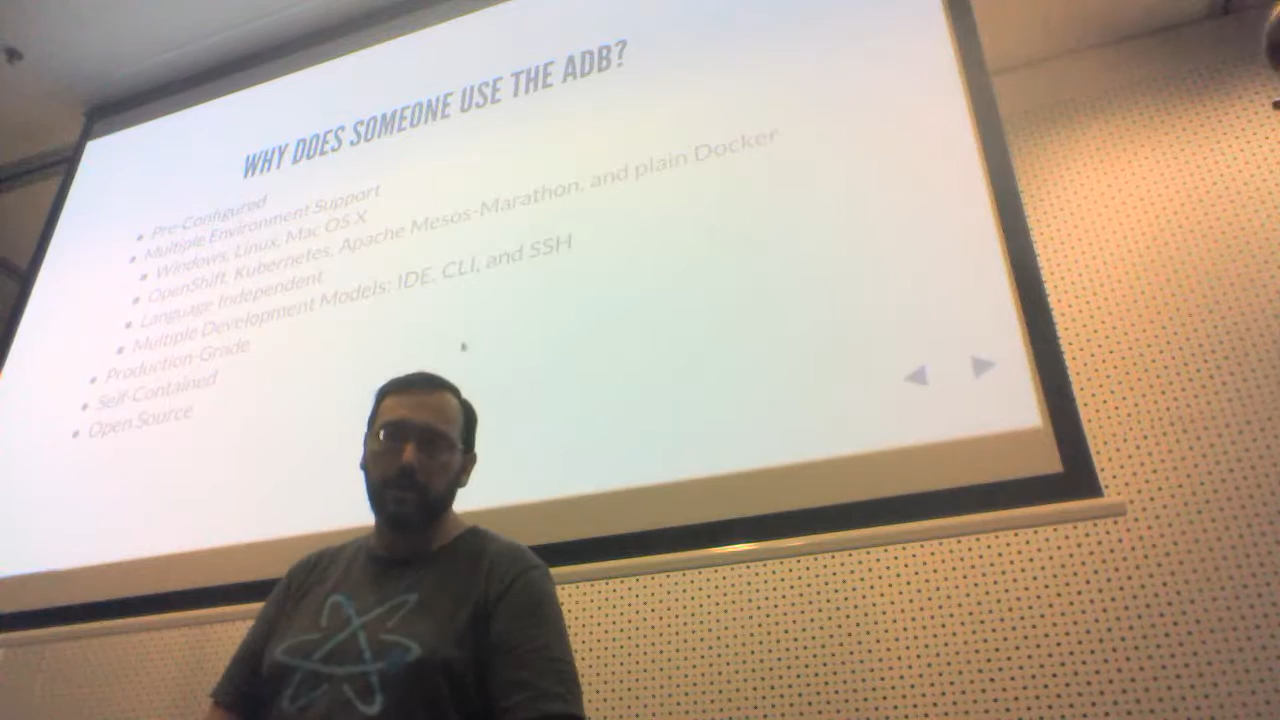 WHY DOES SOMEONE USE THE ADB?
• Pre-Configured
• Multiple Environment Support
• Windows, Linux, Mac OS X
• OpenShift, Kubernetes, Apache Mesos-Marathon, and plain Docker
• Language Independent
• Multiple Development Models: IDE, CLI, and SSH
• Production-Grade
• Self-Contained
• Open Source